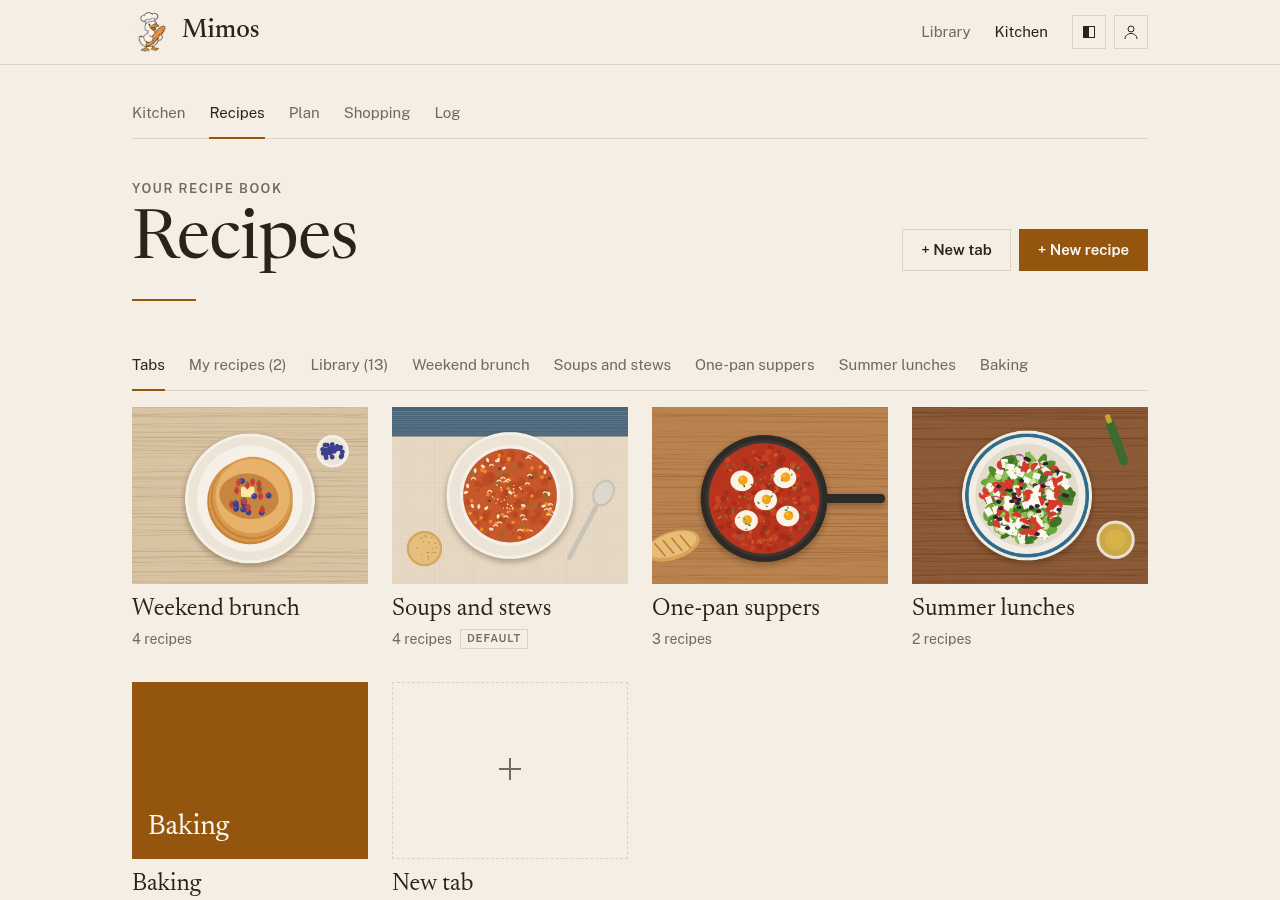 Mimos
Library Kitchen
Kitchen Recipes Plan Shopping Log
YOUR RECIPE BOOK
Recipes
+ New tab + New recipe
Tabs My recipes (2) Library (13) Weekend brunch Soups and stews One-pan suppers Summer lunches Baking
Weekend brunch
4 recipes
Soups and stews
4 recipes DEFAULT
One-pan suppers
3 recipes
Summer lunches
2 recipes
Baking
Baking
New tab